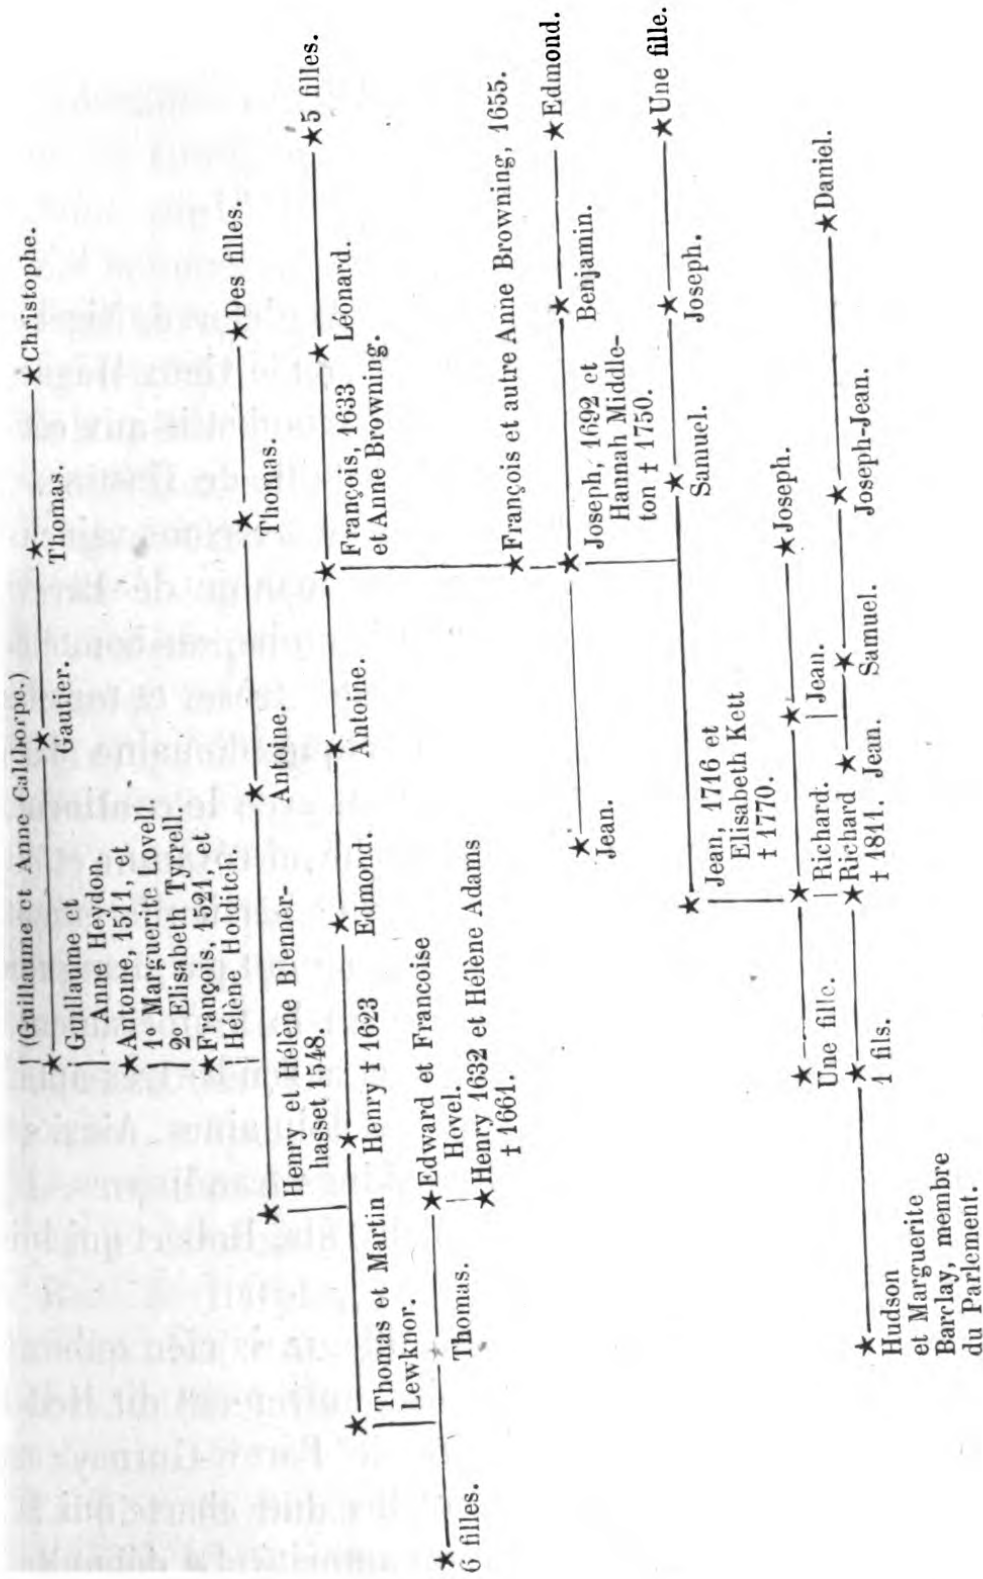 (Guillaume et Anne Calthorpe.)
Guillaume et
Anne Heydon.
Gautier.
Thomas.
Christophe.
Antoine, 1511, et
1º Marguerite Lovell
2º Elisabeth Tyrell.
François, 1521, et
Hélène Holditch.
Henry et Hélène Blenner-
hasset 1548.
Antoine.
Thomas.
Des filles.
Thomas et Martin
Lewknor.
Henry † 1623
Edmond.
Antoine.
François, 1633
et Anne Browning.
Léonard.
5 filles.
6 filles.
Thomas.
Edward et Francoise
Hovel.
Henry 1632 et Hélène Adams
† 1661.
François et autre Anne Browning, 1655.
Jean.
Joseph, 1692 et
Hannah Middle-
ton † 1750.
Benjamin.
Edmond.
Jean, 1716 et
Elisabeth Kett
† 1770.
Samuel.
Joseph.
Une fille.
Une fille.
Richard.
Jean.
Joseph.
Hudson
et Marguerite
Barclay, membre
du Parlement.
1 fils.
Richard
† 1811.
Jean.
Samuel.
Joseph-Jean.
Daniel.